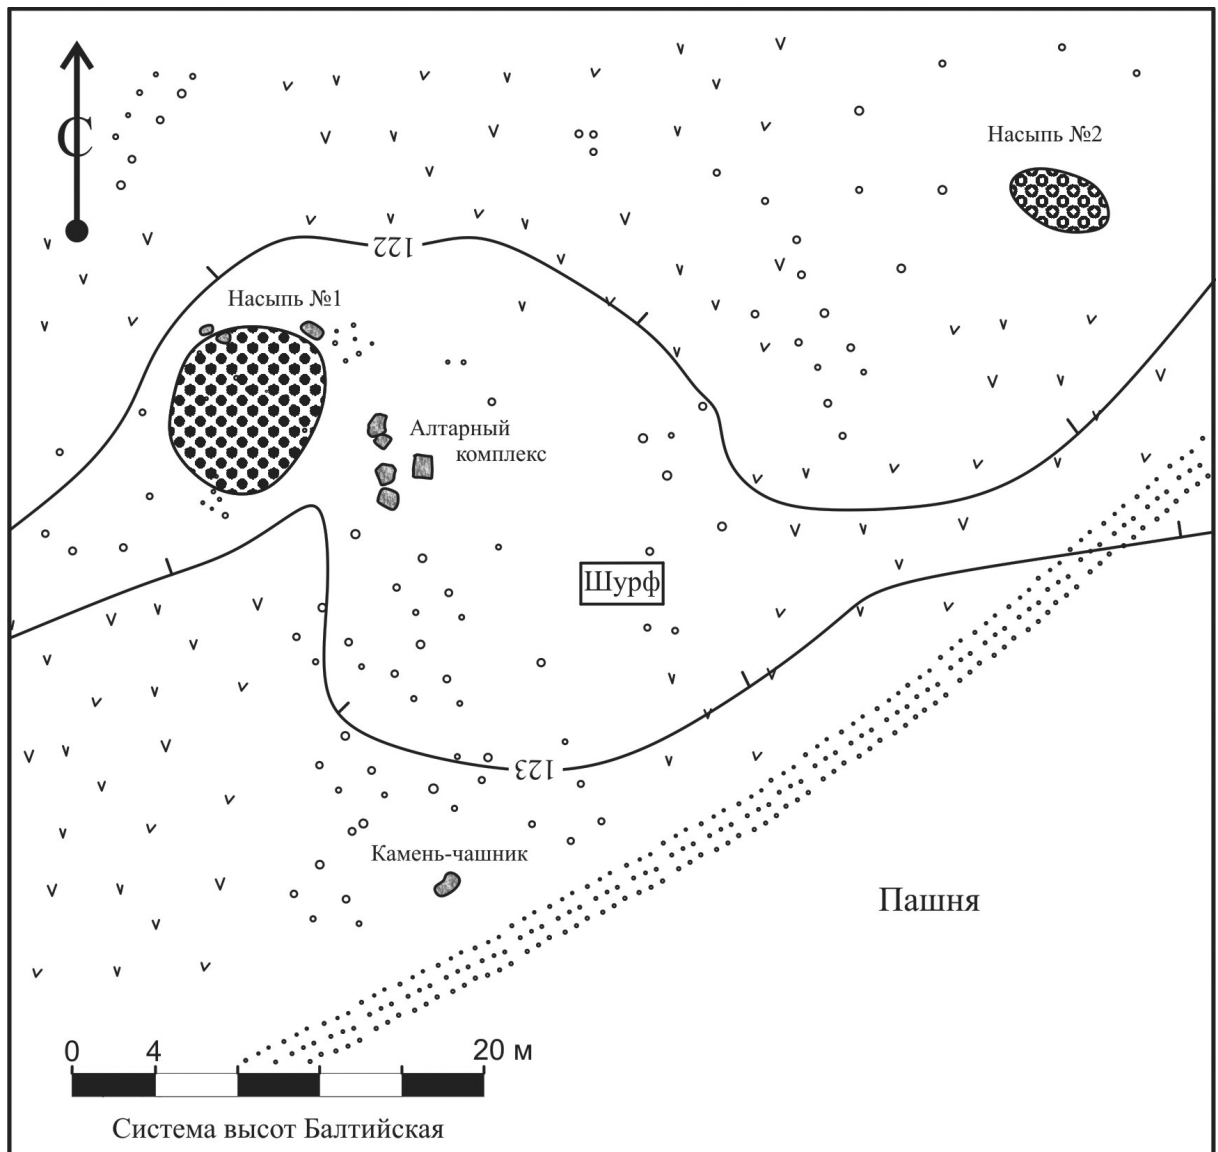 С
Насыпь №2
122
Насыпь №1
Алтарный
комплекс
Шурф
123
Камень-чашник
Пашня
0 4 20 м
Система высот Балтийская